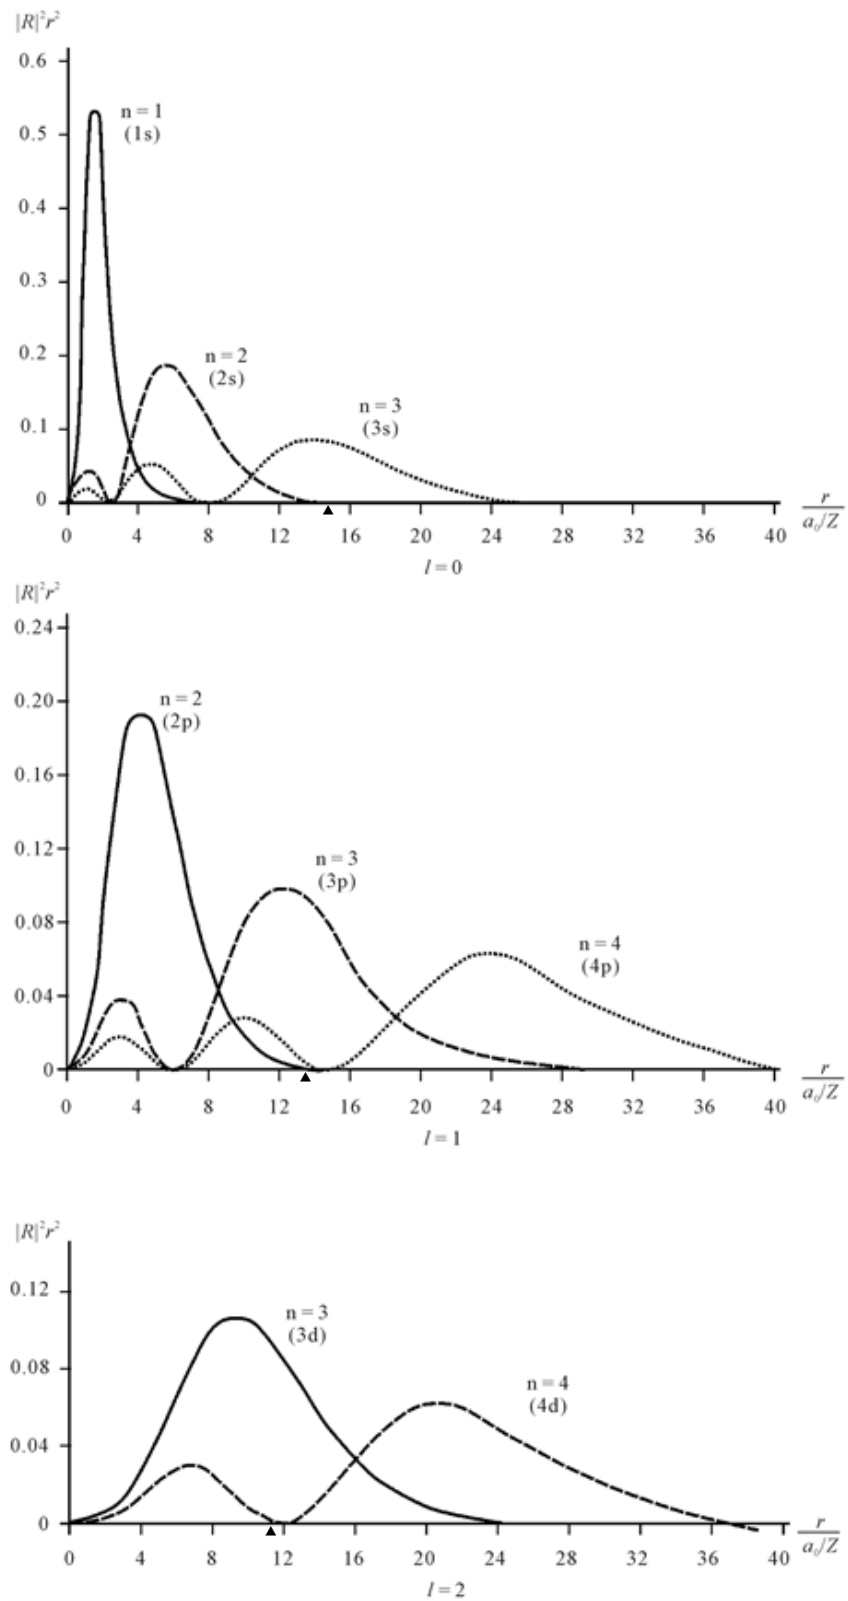 |R|²r²
0.6
n = 1
(1s)
0.5
0.4
0.3
0.2
n = 2
(2s)
n = 3
(3s)
0.1
0
0 4 8 12 16 20 24 28 32 36 40
r
a₀/Z
l = 0
|R|²r²
0.24
0.20
n = 2
(2p)
0.16
0.12
n = 3
(3p)
0.08
n = 4
(4p)
0.04
0
0 4 8 12 16 20 24 28 32 36 40
r
a₀/Z
l = 1
|R|²r²
0.12
n = 3
(3d)
0.08
n = 4
(4d)
0.04
0
0 4 8 12 16 20 24 28 32 36 40
r
a₀/Z
l = 2